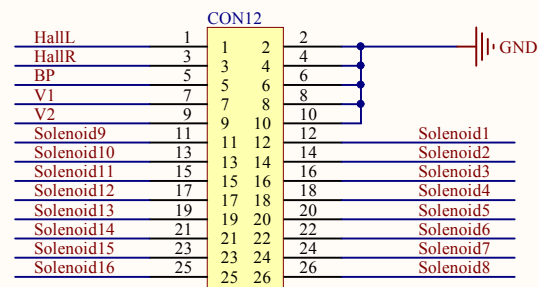 CON12
HallL 1 1 2 2 GND
HallR 3 3 4 4
BP 5 5 6 6
V1 7 7 8 8
V2 9 9 10 10
Solenoid9 11 11 12 12 Solenoid1
Solenoid10 13 13 14 14 Solenoid2
Solenoid11 15 15 16 16 Solenoid3
Solenoid12 17 17 18 18 Solenoid4
Solenoid13 19 19 20 20 Solenoid5
Solenoid14 21 21 22 22 Solenoid6
Solenoid15 23 23 24 24 Solenoid7
Solenoid16 25 25 26 26 Solenoid8